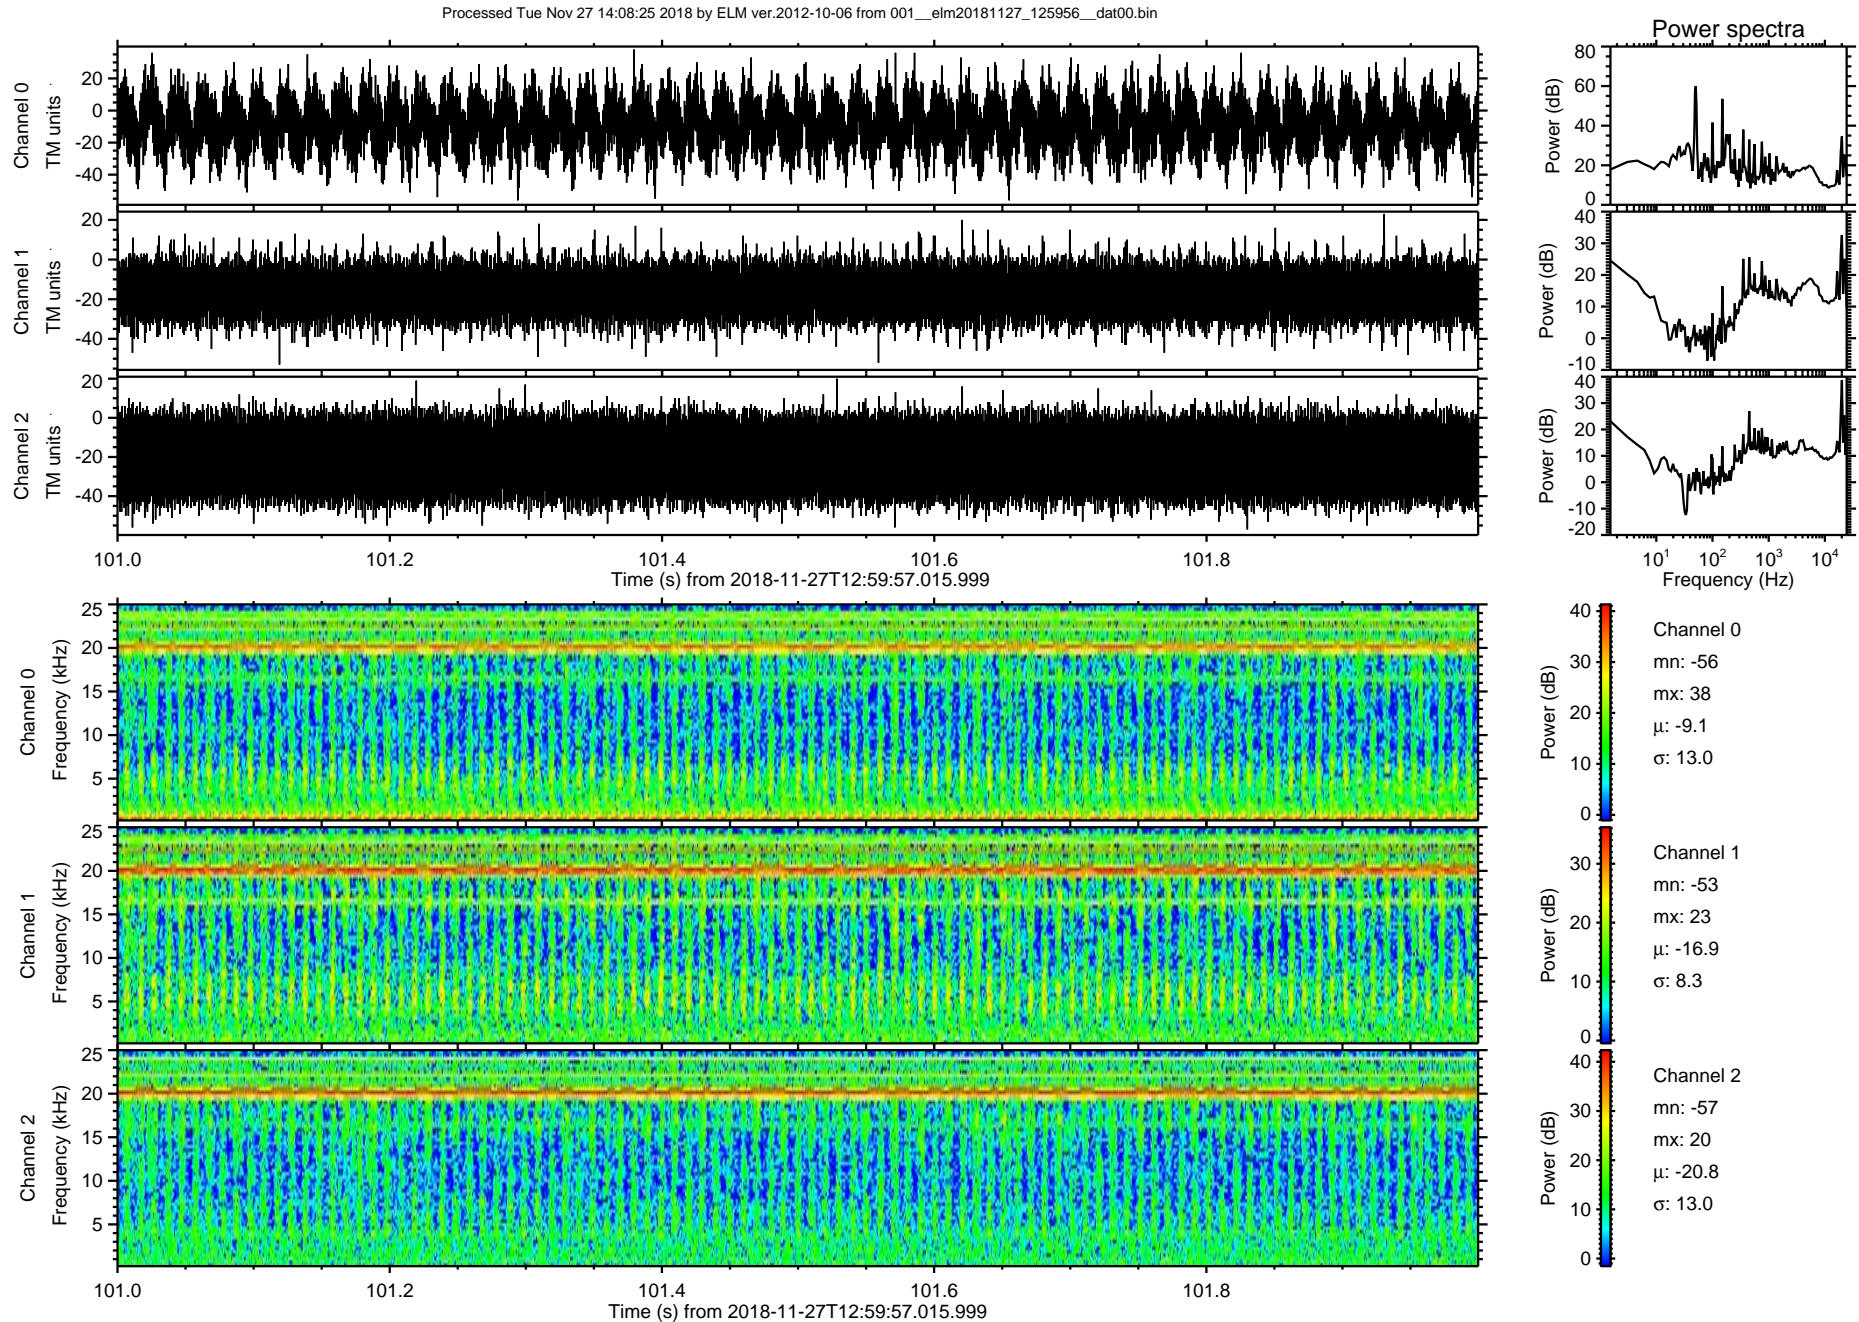 Processed Tue Nov 27 14:08:25 2018 by ELM ver.2012-10-06 from 001__elm20181127_125956__dat00.bin
Power spectra
Channel 0
TM units
20
0
-20
-40
Power (dB)
80
60
40
20
0
Channel 1
TM units
20
0
-20
-40
Power (dB)
40
30
20
10
0
-10
Channel 2
TM units
20
0
-20
-40
Power (dB)
40
30
20
10
0
-10
-20
101.0 101.2 101.4 101.6 101.8
Time (s) from 2018-11-27T12:59:57.015.999
10^1 10^2 10^3 10^4
Frequency (Hz)
Channel 0
Frequency (kHz)
25
20
15
10
5
Power (dB)
40
30
20
10
0
Channel 0
mn: -56
mx: 38
μ: -9.1
σ: 13.0
Channel 1
Frequency (kHz)
25
20
15
10
5
Power (dB)
30
20
10
0
Channel 1
mn: -53
mx: 23
μ: -16.9
σ: 8.3
Channel 2
Frequency (kHz)
25
20
15
10
5
Power (dB)
40
30
20
10
0
Channel 2
mn: -57
mx: 20
μ: -20.8
σ: 13.0
101.0 101.2 101.4 101.6 101.8
Time (s) from 2018-11-27T12:59:57.015.999